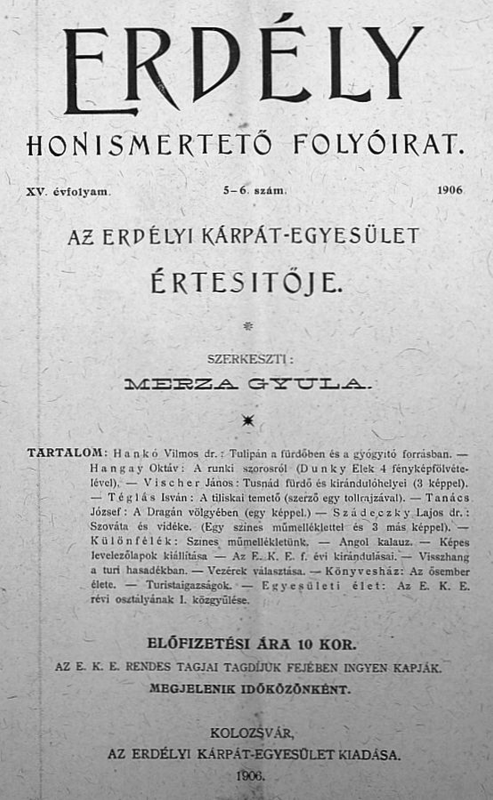 ERDÉLY
HONISMERTETŐ FOLYÓIRAT.
XV. évfolyam. 5–6. szám. 1906
AZ ERDÉLYI KÁRPÁT-EGYESÜLET
ÉRTESITŐJE.
SZERKESZTI:
MERZA GYULA.
TARTALOM: Hankó Vilmos dr.: Tulipán a fürdőben és a gyógyító forrásban. —
Hangay Oktáv: A runki szorosról (Dunky Elek 4 fényképfölvéte-
lével). — Vischer János: Tusnád fürdő és kirándulóhelyei (3 képpel).
— Téglás István: A tiliskai temető (szerző egy tollrajzával). — Tanács
József: A Dragán völgyében (egy képpel.) — Szádeczky Lajos dr.:
Szováta és vidéke. (Egy szines műmelléklettel és 3 más képpel). —
Különfélék: Szines műmellékletünk. — Angol kalauz. — Képes
levelezőlapok kiállítása — Az E. K. E. f. évi kirándulásai. — Visszhang
a turi hasadékban. — Vezérek választása. — Könyvesház: Az ősember
élete. — Turistaigazságok. — Egyesületi élet: Az E. K. E.
révi osztályának I. közgyűlése.
ELŐFIZETÉSI ÁRA 10 KOR.
AZ E. K. E. RENDES TAGJAI TAGDÍJUK FEJÉBEN INGYEN KAPJÁK.
MEGJELENIK IDŐKÖZÖNKÉNT.
KOLOZSVÁR,
AZ ERDÉLYI KÁRPÁT-EGYESÜLET KIADÁSA.
1906.